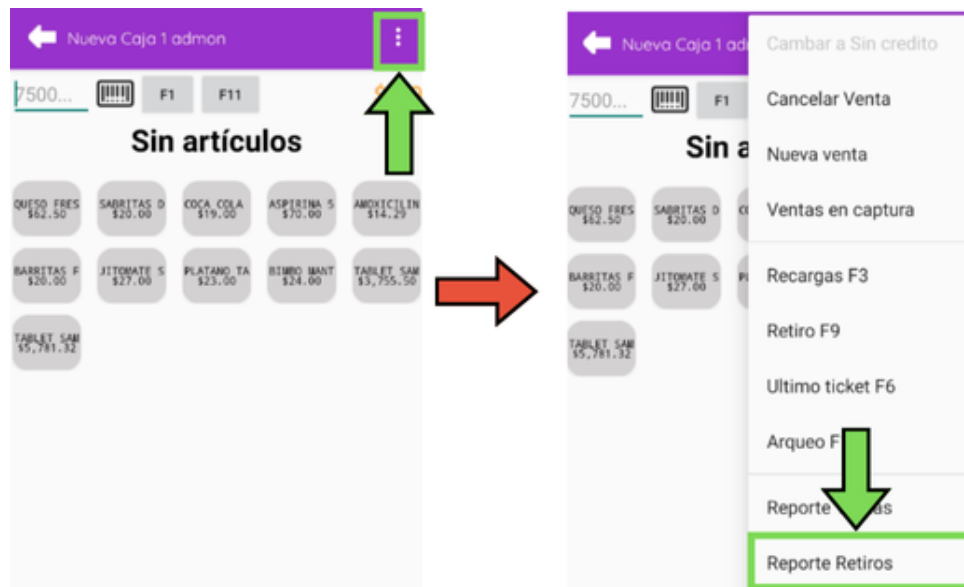 Nueva Caja 1 admon
7500...
F1
F11
Sin artículos
QUESO FRES
$62.50
SABRITAS D
$20.00
COCA COLA
$19.00
ASPIRINA S
$70.00
AMOXICILIN
$14.29
BARRITAS F
$20.00
JITOMATE S
$27.00
PLATANO TA
$23.00
BIMBO MANT
$24.00
TABLET SAM
$3,755.50
TABLET SAM
$5,781.32
Nueva Caja 1
7500...
F1
Sin
QUESO FRES
$62.50
SABRITAS D
$20.00
BARRITAS F
$20.00
JITOMATE S
$27.00
TABLET SAM
$5,781.32
Cambar a Sin credito
Cancelar Venta
Nueva venta
Ventas en captura
Recargas F3
Retiro F9
Ultimo ticket F6
Arqueo F
Reporte
Reporte Retiros